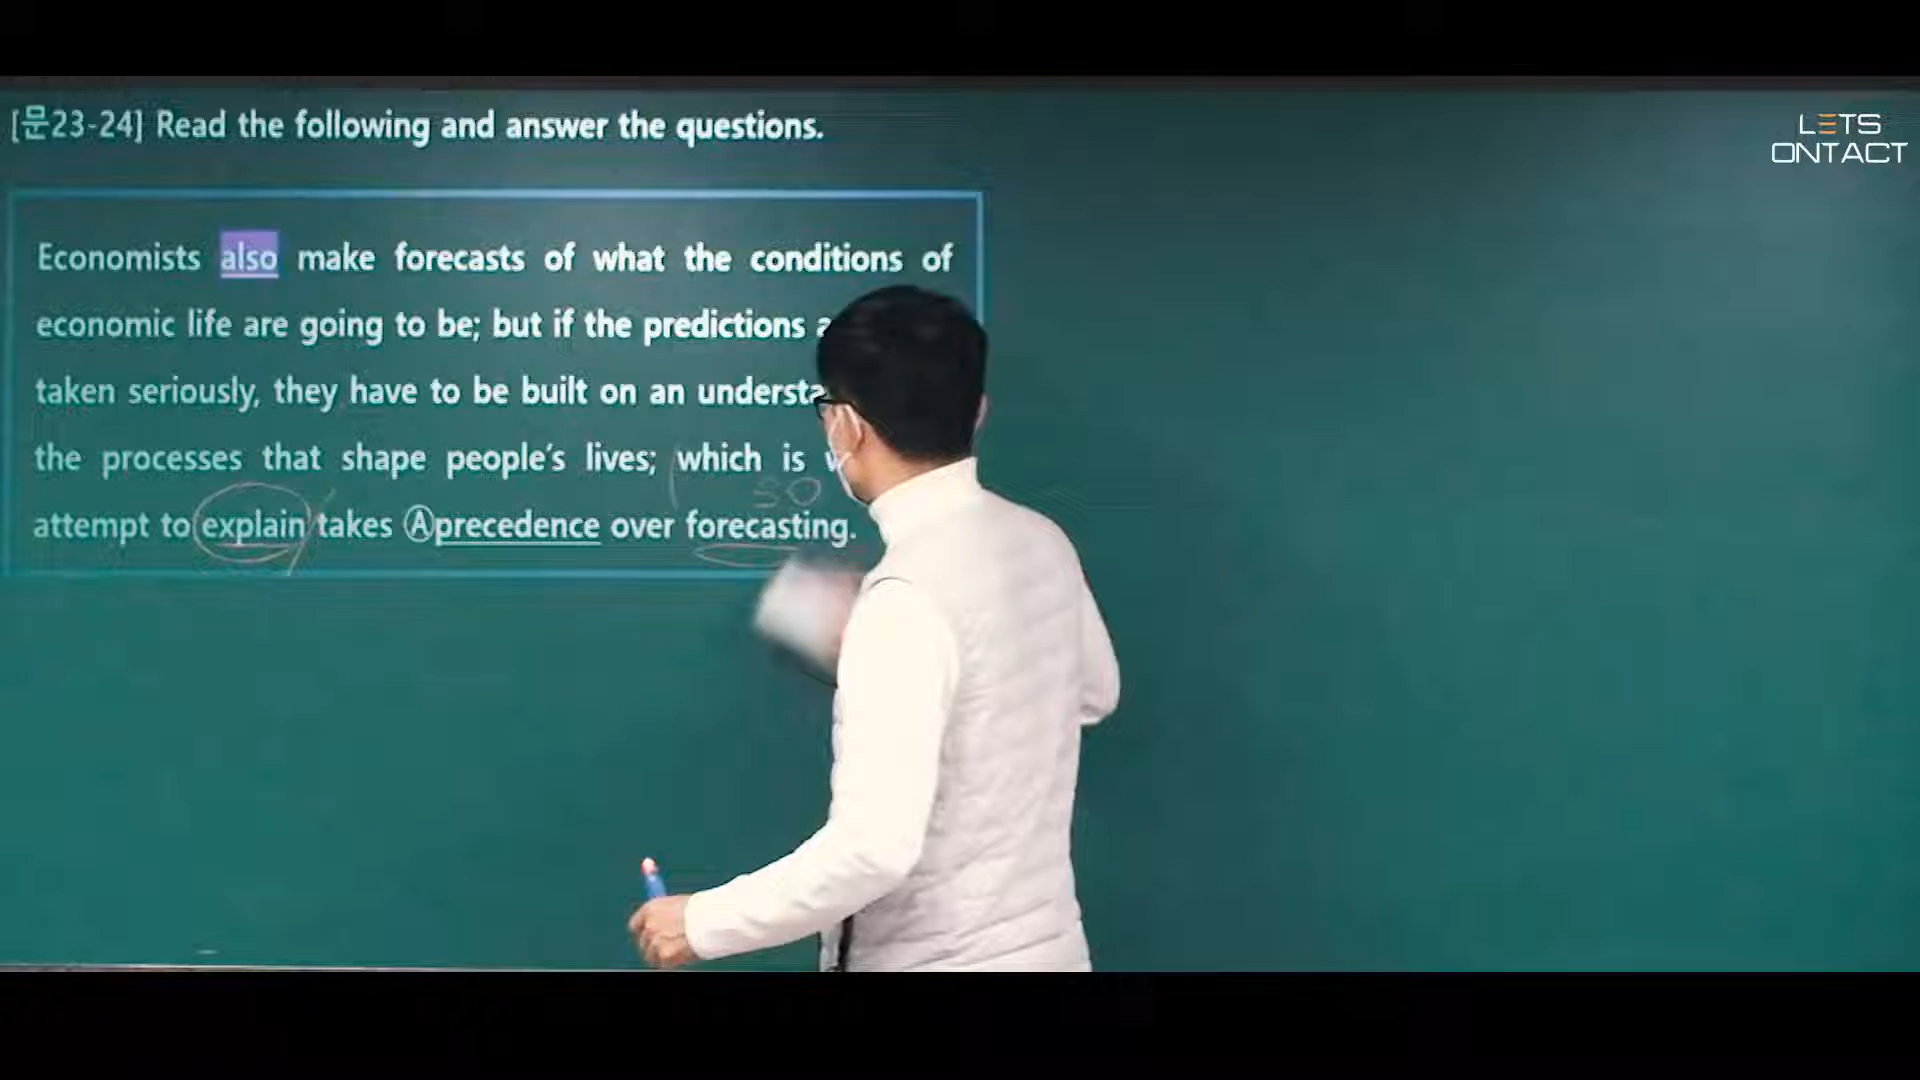 [문23-24] Read the following and answer the questions.
LETS
ONTACT
Economists also make forecasts of what the conditions of
economic life are going to be; but if the predictions
taken seriously, they have to be built on an
the processes that shape people's lives; which is
so
attempt to explain takes Ⓐprecedence over forecasting.